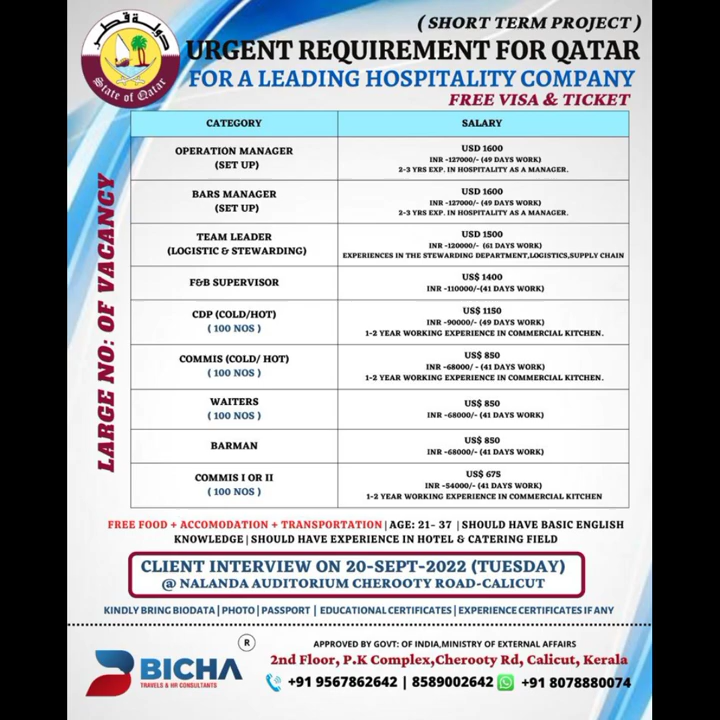 دولة قطر
State of Qatar
( SHORT TERM PROJECT )
URGENT REQUIREMENT FOR QATAR
FOR A LEADING HOSPITALITY COMPANY
FREE VISA & TICKET
LARGE NO: OF VACANCY
CATEGORY SALARY
OPERATION MANAGER
(SET UP)
USD 1600
INR -127000/- (49 DAYS WORK)
2-3 YRS EXP. IN HOSPITALITY AS A MANAGER.
BARS MANAGER
(SET UP)
USD 1600
INR -127000/- (49 DAYS WORK)
2-3 YRS EXP. IN HOSPITALITY AS A MANAGER.
TEAM LEADER
(LOGISTIC & STEWARDING)
USD 1500
INR -120000/- (61 DAYS WORK)
EXPERIENCES IN THE STEWARDING DEPARTMENT,LOGISTICS,SUPPLY CHAIN
F&B SUPERVISOR
US$ 1400
INR -110000/-(41 DAYS WORK)
CDP (COLD/HOT)
( 100 NOS )
US$ 1150
INR -90000/- (49 DAYS WORK)
1-2 YEAR WORKING EXPERIENCE IN COMMERCIAL KITCHEN.
COMMIS (COLD/ HOT)
( 100 NOS )
US$ 850
INR -68000/- (41 DAYS WORK)
1-2 YEAR WORKING EXPERIENCE IN COMMERCIAL KITCHEN.
WAITERS
( 100 NOS )
US$ 850
INR -68000/- (41 DAYS WORK)
BARMAN
US$ 850
INR -68000/- (41 DAYS WORK)
COMMIS I OR II
( 100 NOS )
US$ 675
INR -54000/- (41 DAYS WORK)
1-2 YEAR WORKING EXPERIENCE IN COMMERCIAL KITCHEN
FREE FOOD + ACCOMODATION + TRANSPORTATION | AGE: 21- 37 | SHOULD HAVE BASIC ENGLISH
KNOWLEDGE | SHOULD HAVE EXPERIENCE IN HOTEL & CATERING FIELD
CLIENT INTERVIEW ON 20-SEPT-2022 (TUESDAY)
@ NALANDA AUDITORIUM CHEROOTY ROAD-CALICUT
KINDLY BRING BIODATA | PHOTO | PASSPORT | EDUCATIONAL CERTIFICATES | EXPERIENCE CERTIFICATES IF ANY
R
BICHA
TRAVELS & HR CONSULTANTS
APPROVED BY GOVT: OF INDIA,MINISTRY OF EXTERNAL AFFAIRS
2nd Floor, P.K Complex,Cherooty Rd, Calicut, Kerala
+91 9567862642 | 8589002642 +91 8078880074